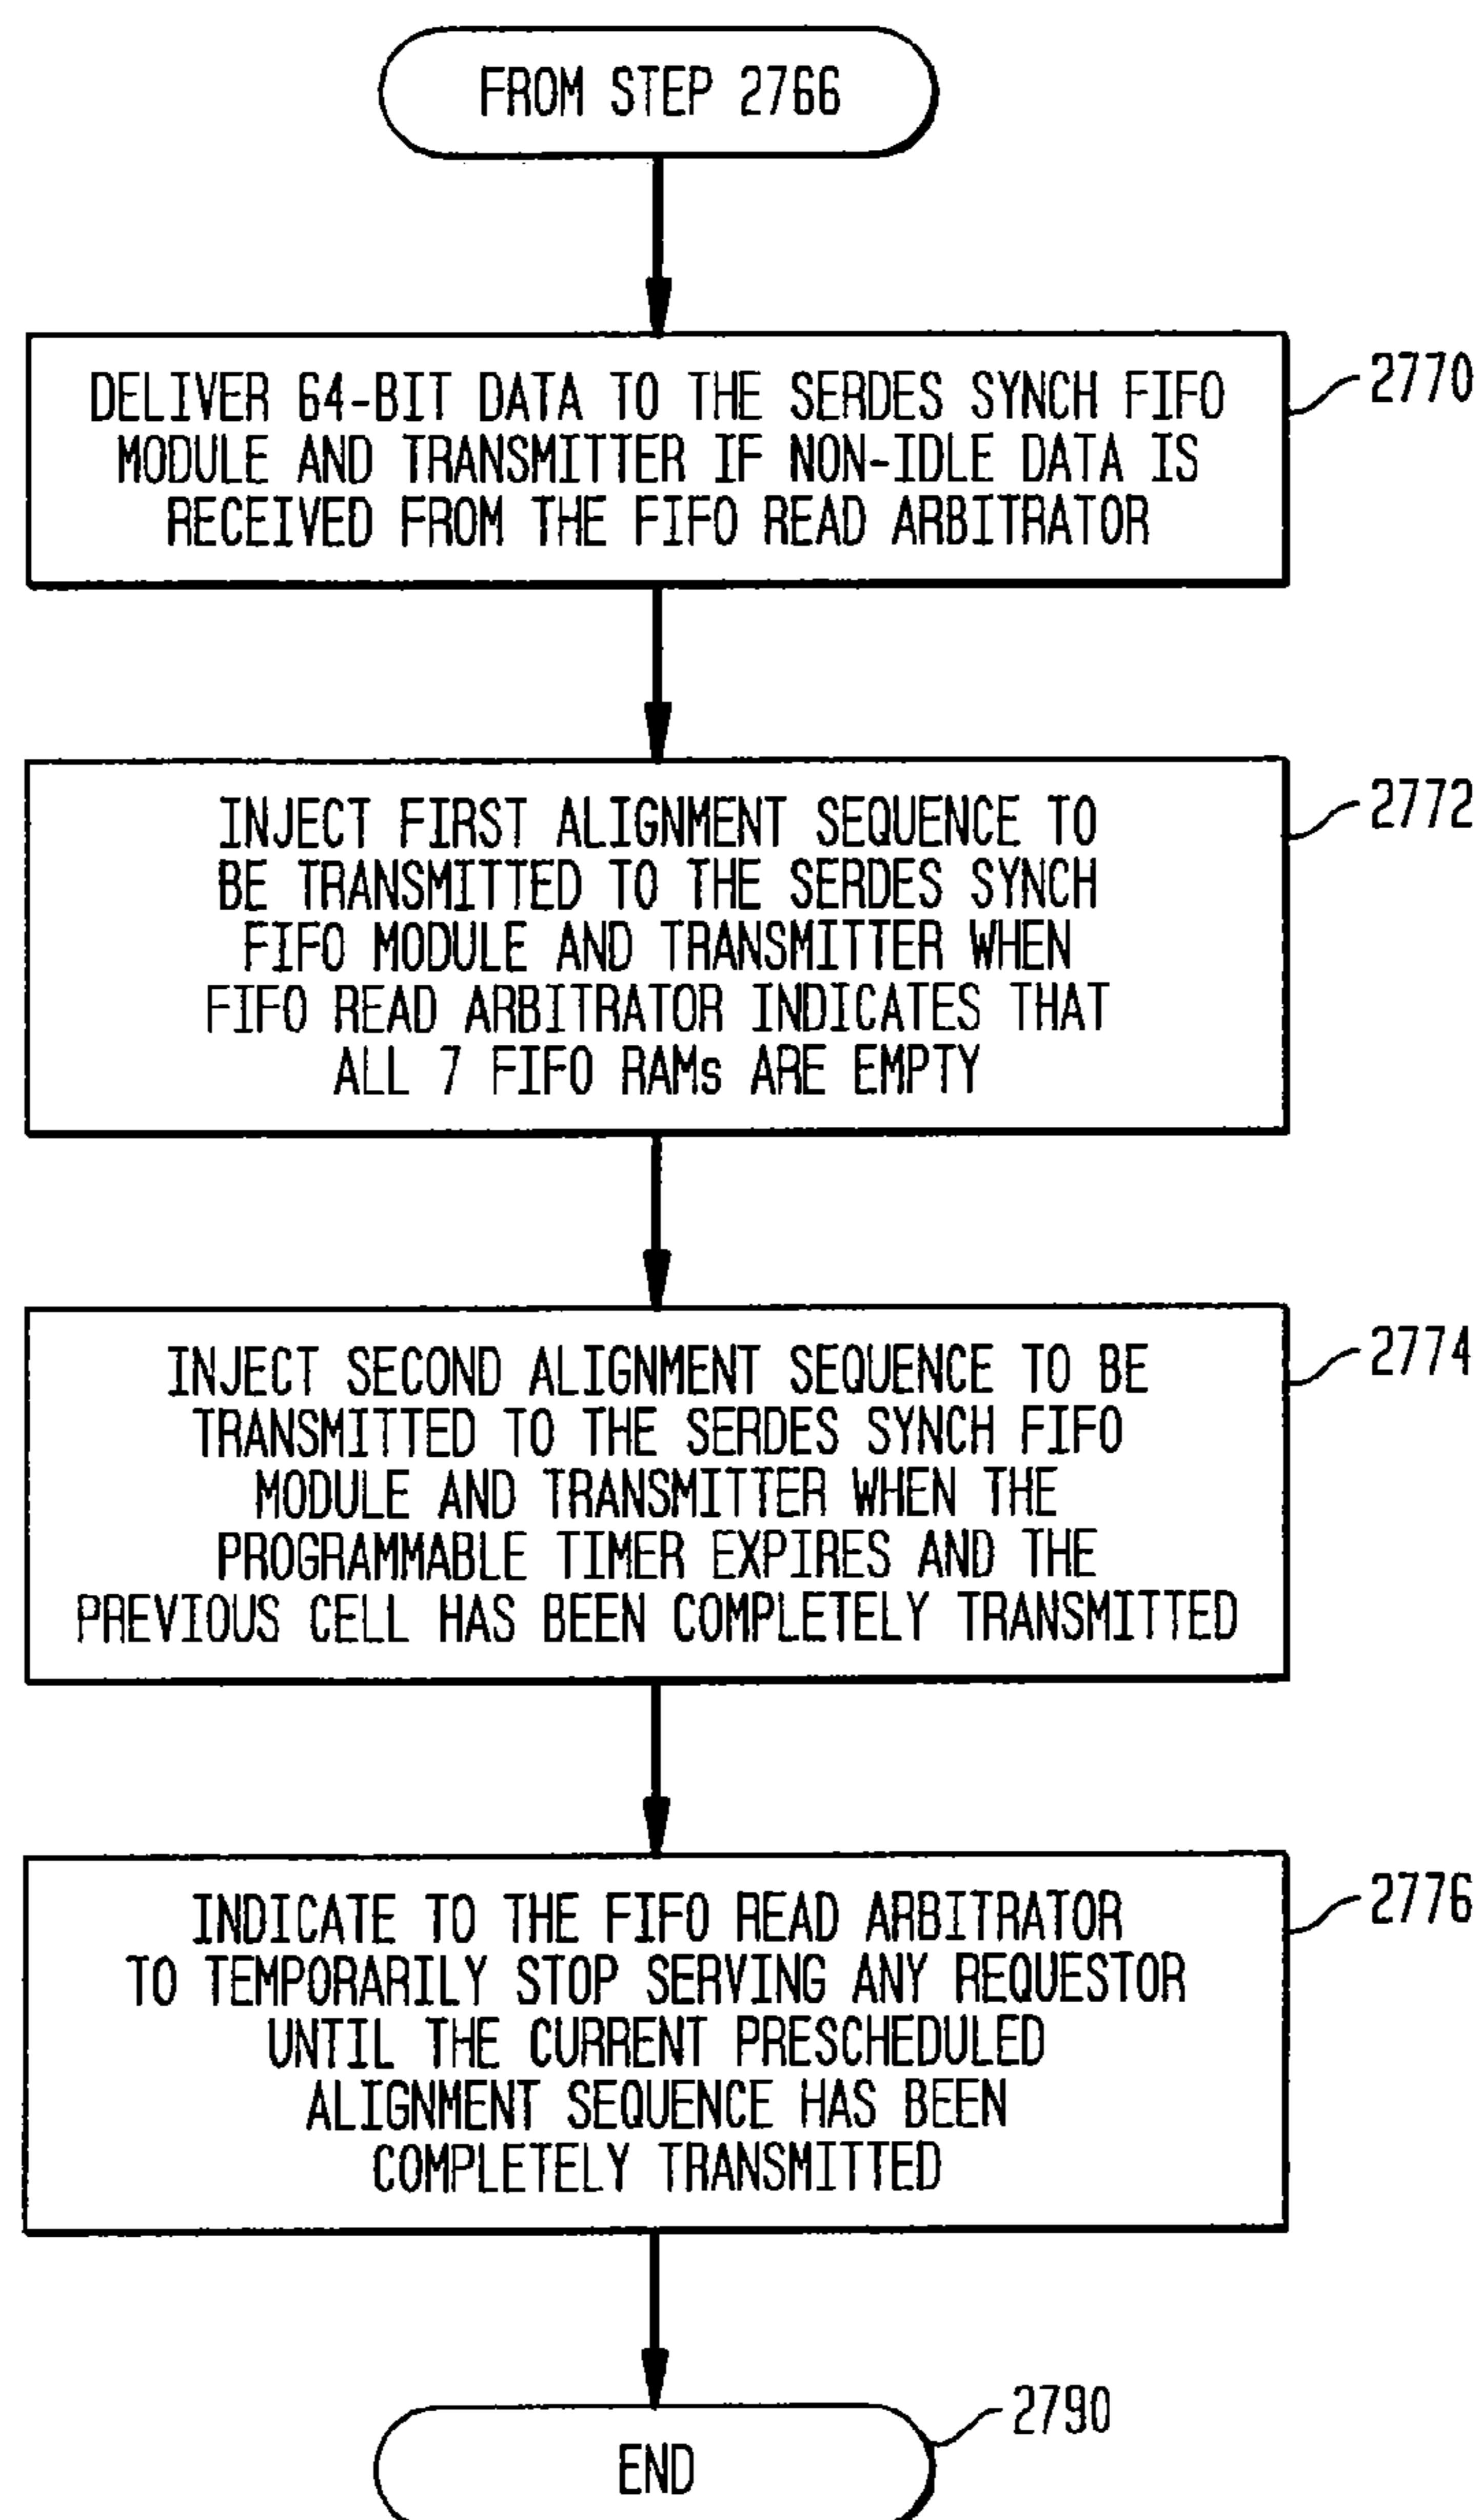 FROM STEP 2766
DELIVER 64-BIT DATA TO THE SERDES SYNCH FIFO
MODULE AND TRANSMITTER IF NON-IDLE DATA IS
RECEIVED FROM THE FIFO READ ARBITRATOR
2770
INJECT FIRST ALIGNMENT SEQUENCE TO
BE TRANSMITTED TO THE SERDES SYNCH
FIFO MODULE AND TRANSMITTER WHEN
FIFO READ ARBITRATOR INDICATES THAT
ALL 7 FIFO RAMs ARE EMPTY
2772
INJECT SECOND ALIGNMENT SEQUENCE TO BE
TRANSMITTED TO THE SERDES SYNCH FIFO
MODULE AND TRANSMITTER WHEN THE
PROGRAMMABLE TIMER EXPIRES AND THE
PREVIOUS CELL HAS BEEN COMPLETELY TRANSMITTED
2774
INDICATE TO THE FIFO READ ARBITRATOR
TO TEMPORARILY STOP SERVING ANY REQUESTOR
UNTIL THE CURRENT PRESCHEDULED
ALIGNMENT SEQUENCE HAS BEEN
COMPLETELY TRANSMITTED
2776
END
2790